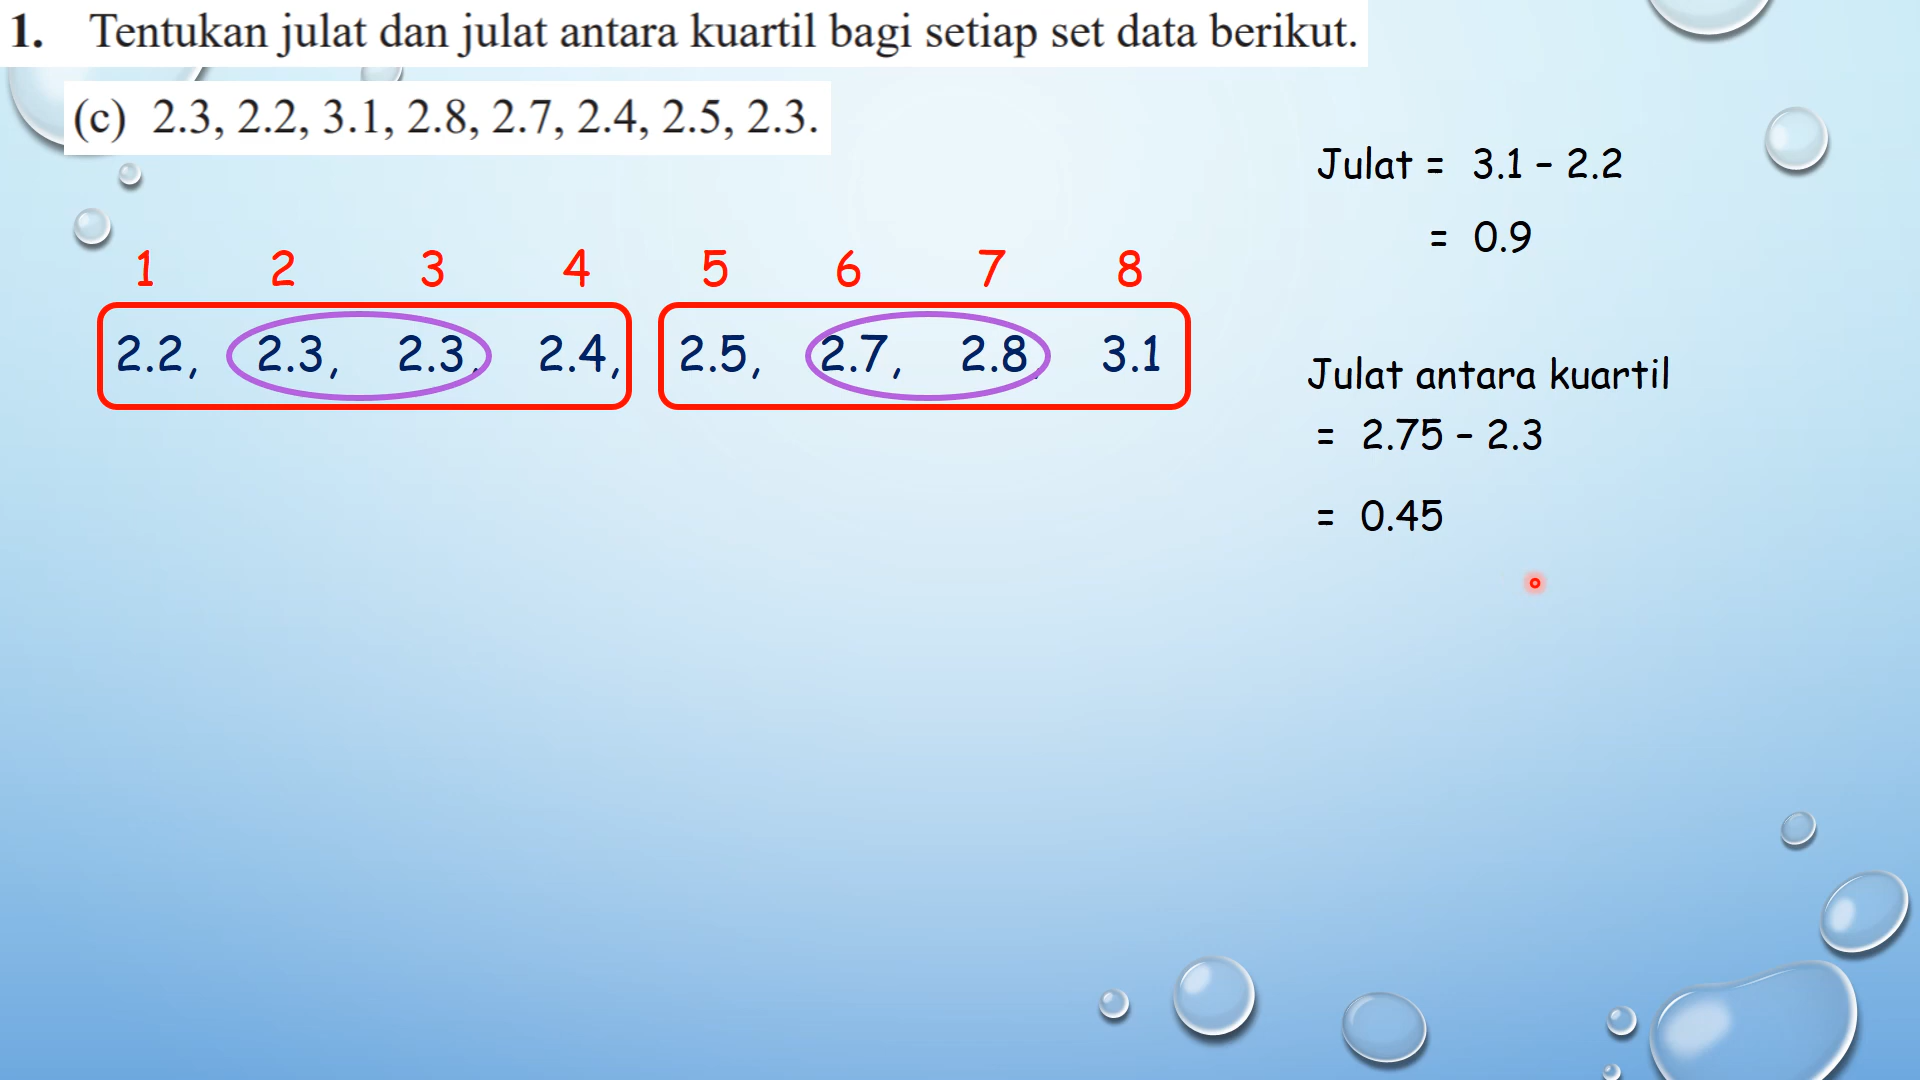 1. Tentukan julat dan julat antara kuartil bagi setiap set data berikut.
(c) 2.3, 2.2, 3.1, 2.8, 2.7, 2.4, 2.5, 2.3.
1 2 3 4 5 6 7 8
2.2, 2.3, 2.3, 2.4, 2.5, 2.7, 2.8, 3.1
Julat = 3.1 – 2.2
= 0.9
Julat antara kuartil
= 2.75 – 2.3
= 0.45